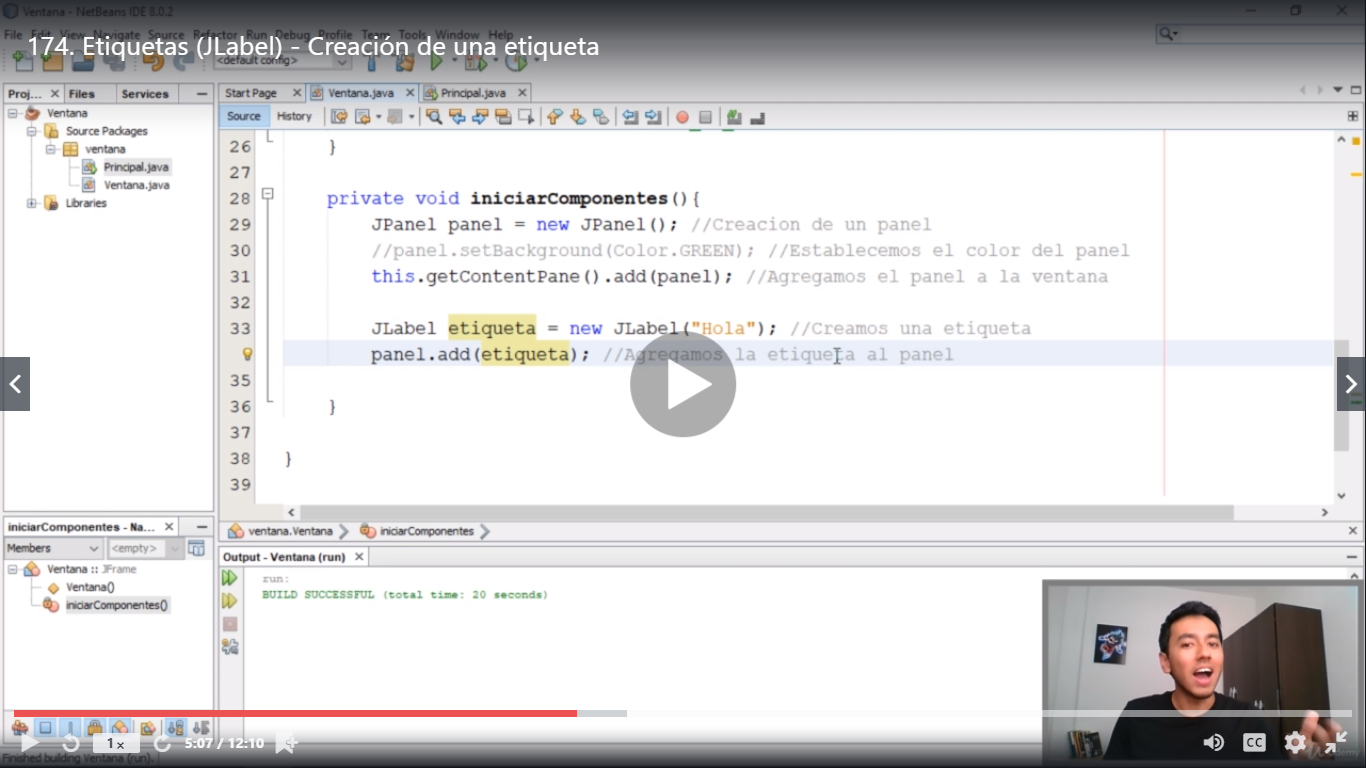 Ventana - NetBeans IDE 8.0.2
File Edit View Navigate Source Refactor Run Debug Profile Team Tools Window Help
174. Etiquetas (JLabel) - Creación de una etiqueta
<default config>
Proj... Files Services
Start Page Ventana.java Principal.java
Source History
Ventana
Source Packages
ventana
Principal.java
Ventana.java
Libraries
26 }
27
28 private void iniciarComponentes(){
29 JPanel panel = new JPanel(); //Creacion de un panel
30 //panel.setBackground(Color.GREEN); //Establecemos el color del panel
31 this.getContentPane().add(panel); //Agregamos el panel a la ventana
32
33 JLabel etiqueta = new JLabel("Hola"); //Creamos una etiqueta
panel.add(etiqueta); //Agregamos la etiqueta al panel
35
36 }
37
38 }
39
ventana.Ventana iniciarComponentes
iniciarComponentes - Na...
Members <empty>
Ventana :: JFrame
Ventana()
iniciarComponentes()
Output - Ventana (run)
run:
BUILD SUCCESSFUL (total time: 20 seconds)
1x 5:07 / 12:10 CC
Finished building Ventana (run).